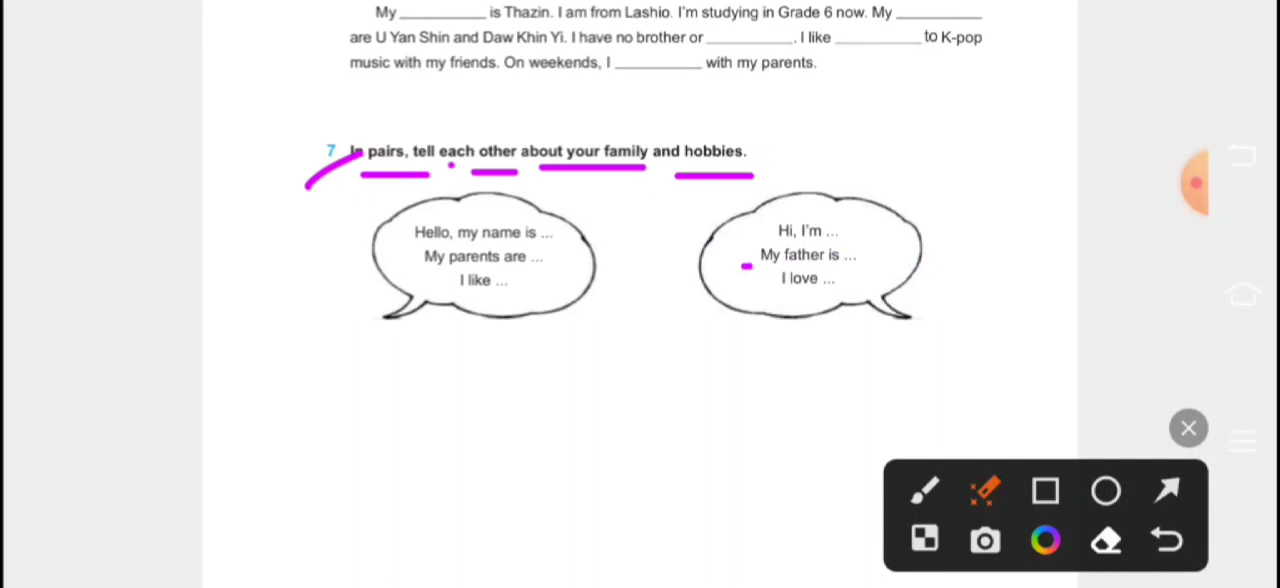 My __________ is Thazin. I am from Lashio. I'm studying in Grade 6 now. My __________
are U Yan Shin and Daw Khin Yi. I have no brother or __________. I like __________ to K-pop
music with my friends. On weekends, I __________ with my parents.
7 In pairs, tell each other about your family and hobbies.
Hello, my name is ...
My parents are ...
I like ...
Hi, I'm ...
My father is ...
I love ...